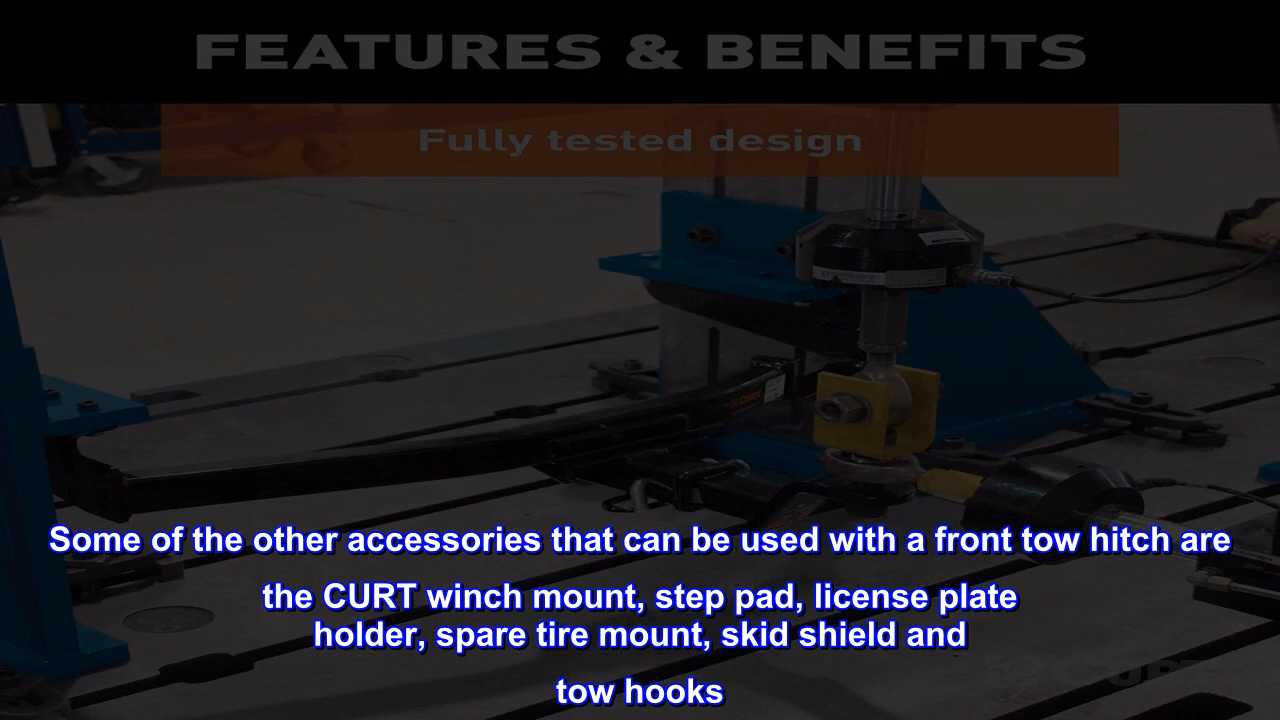 FEATURES & BENEFITS
Fully tested design
CURT
Some of the other accessories that can be used with a front tow hitch are
the CURT winch mount, step pad, license plate
holder, spare tire mount, skid shield and
tow hooks